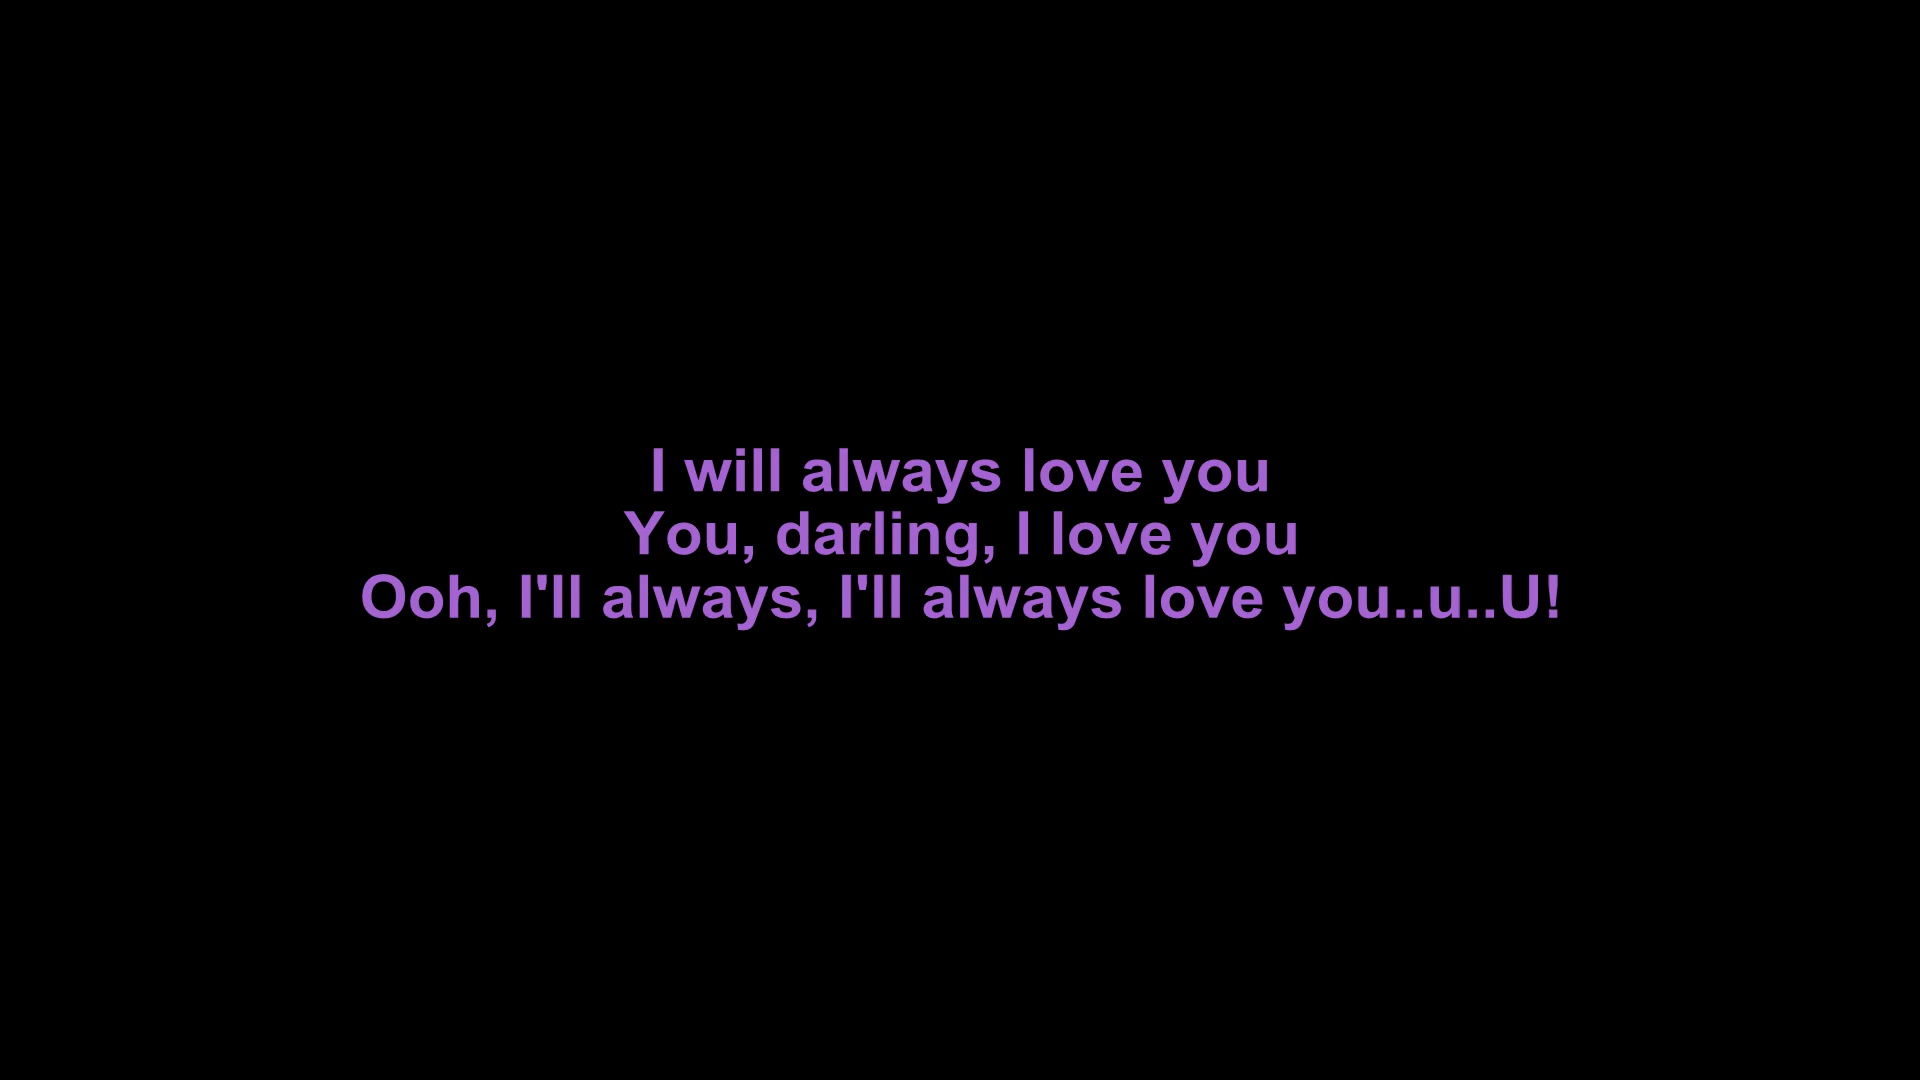 I will always love you
You, darling, I love you
Ooh, I'll always, I'll always love you..u..U!